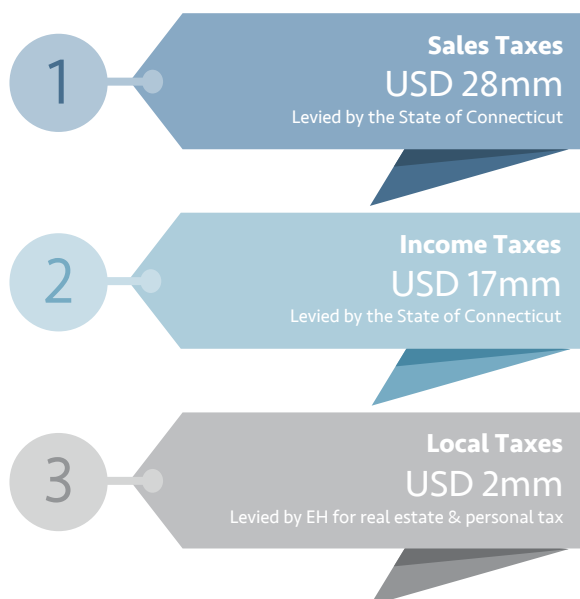 1
Sales Taxes
USD 28mm
Levied by the State of Connecticut
2
Income Taxes
USD 17mm
Levied by the State of Connecticut
3
Local Taxes
USD 2mm
Levied by EH for real estate & personal tax